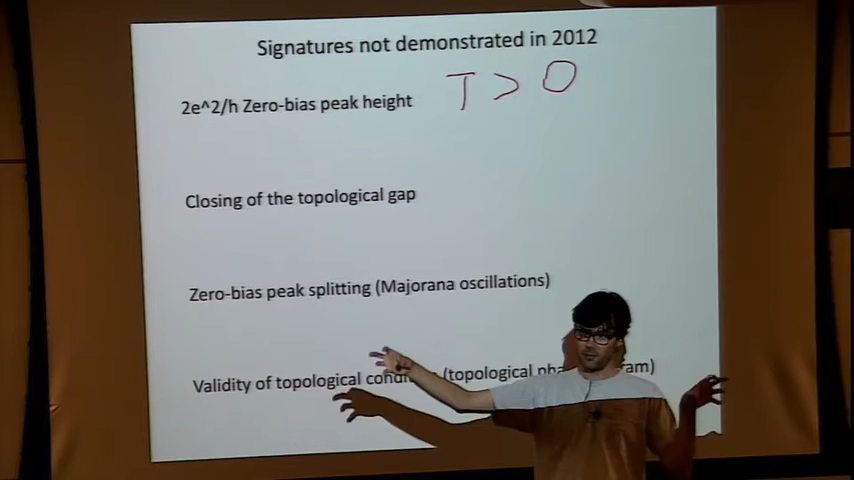 Signatures not demonstrated in 2012
2e^2/h Zero-bias peak height T > 0
Closing of the topological gap
Zero-bias peak splitting (Majorana oscillations)
Validity of topological (topological